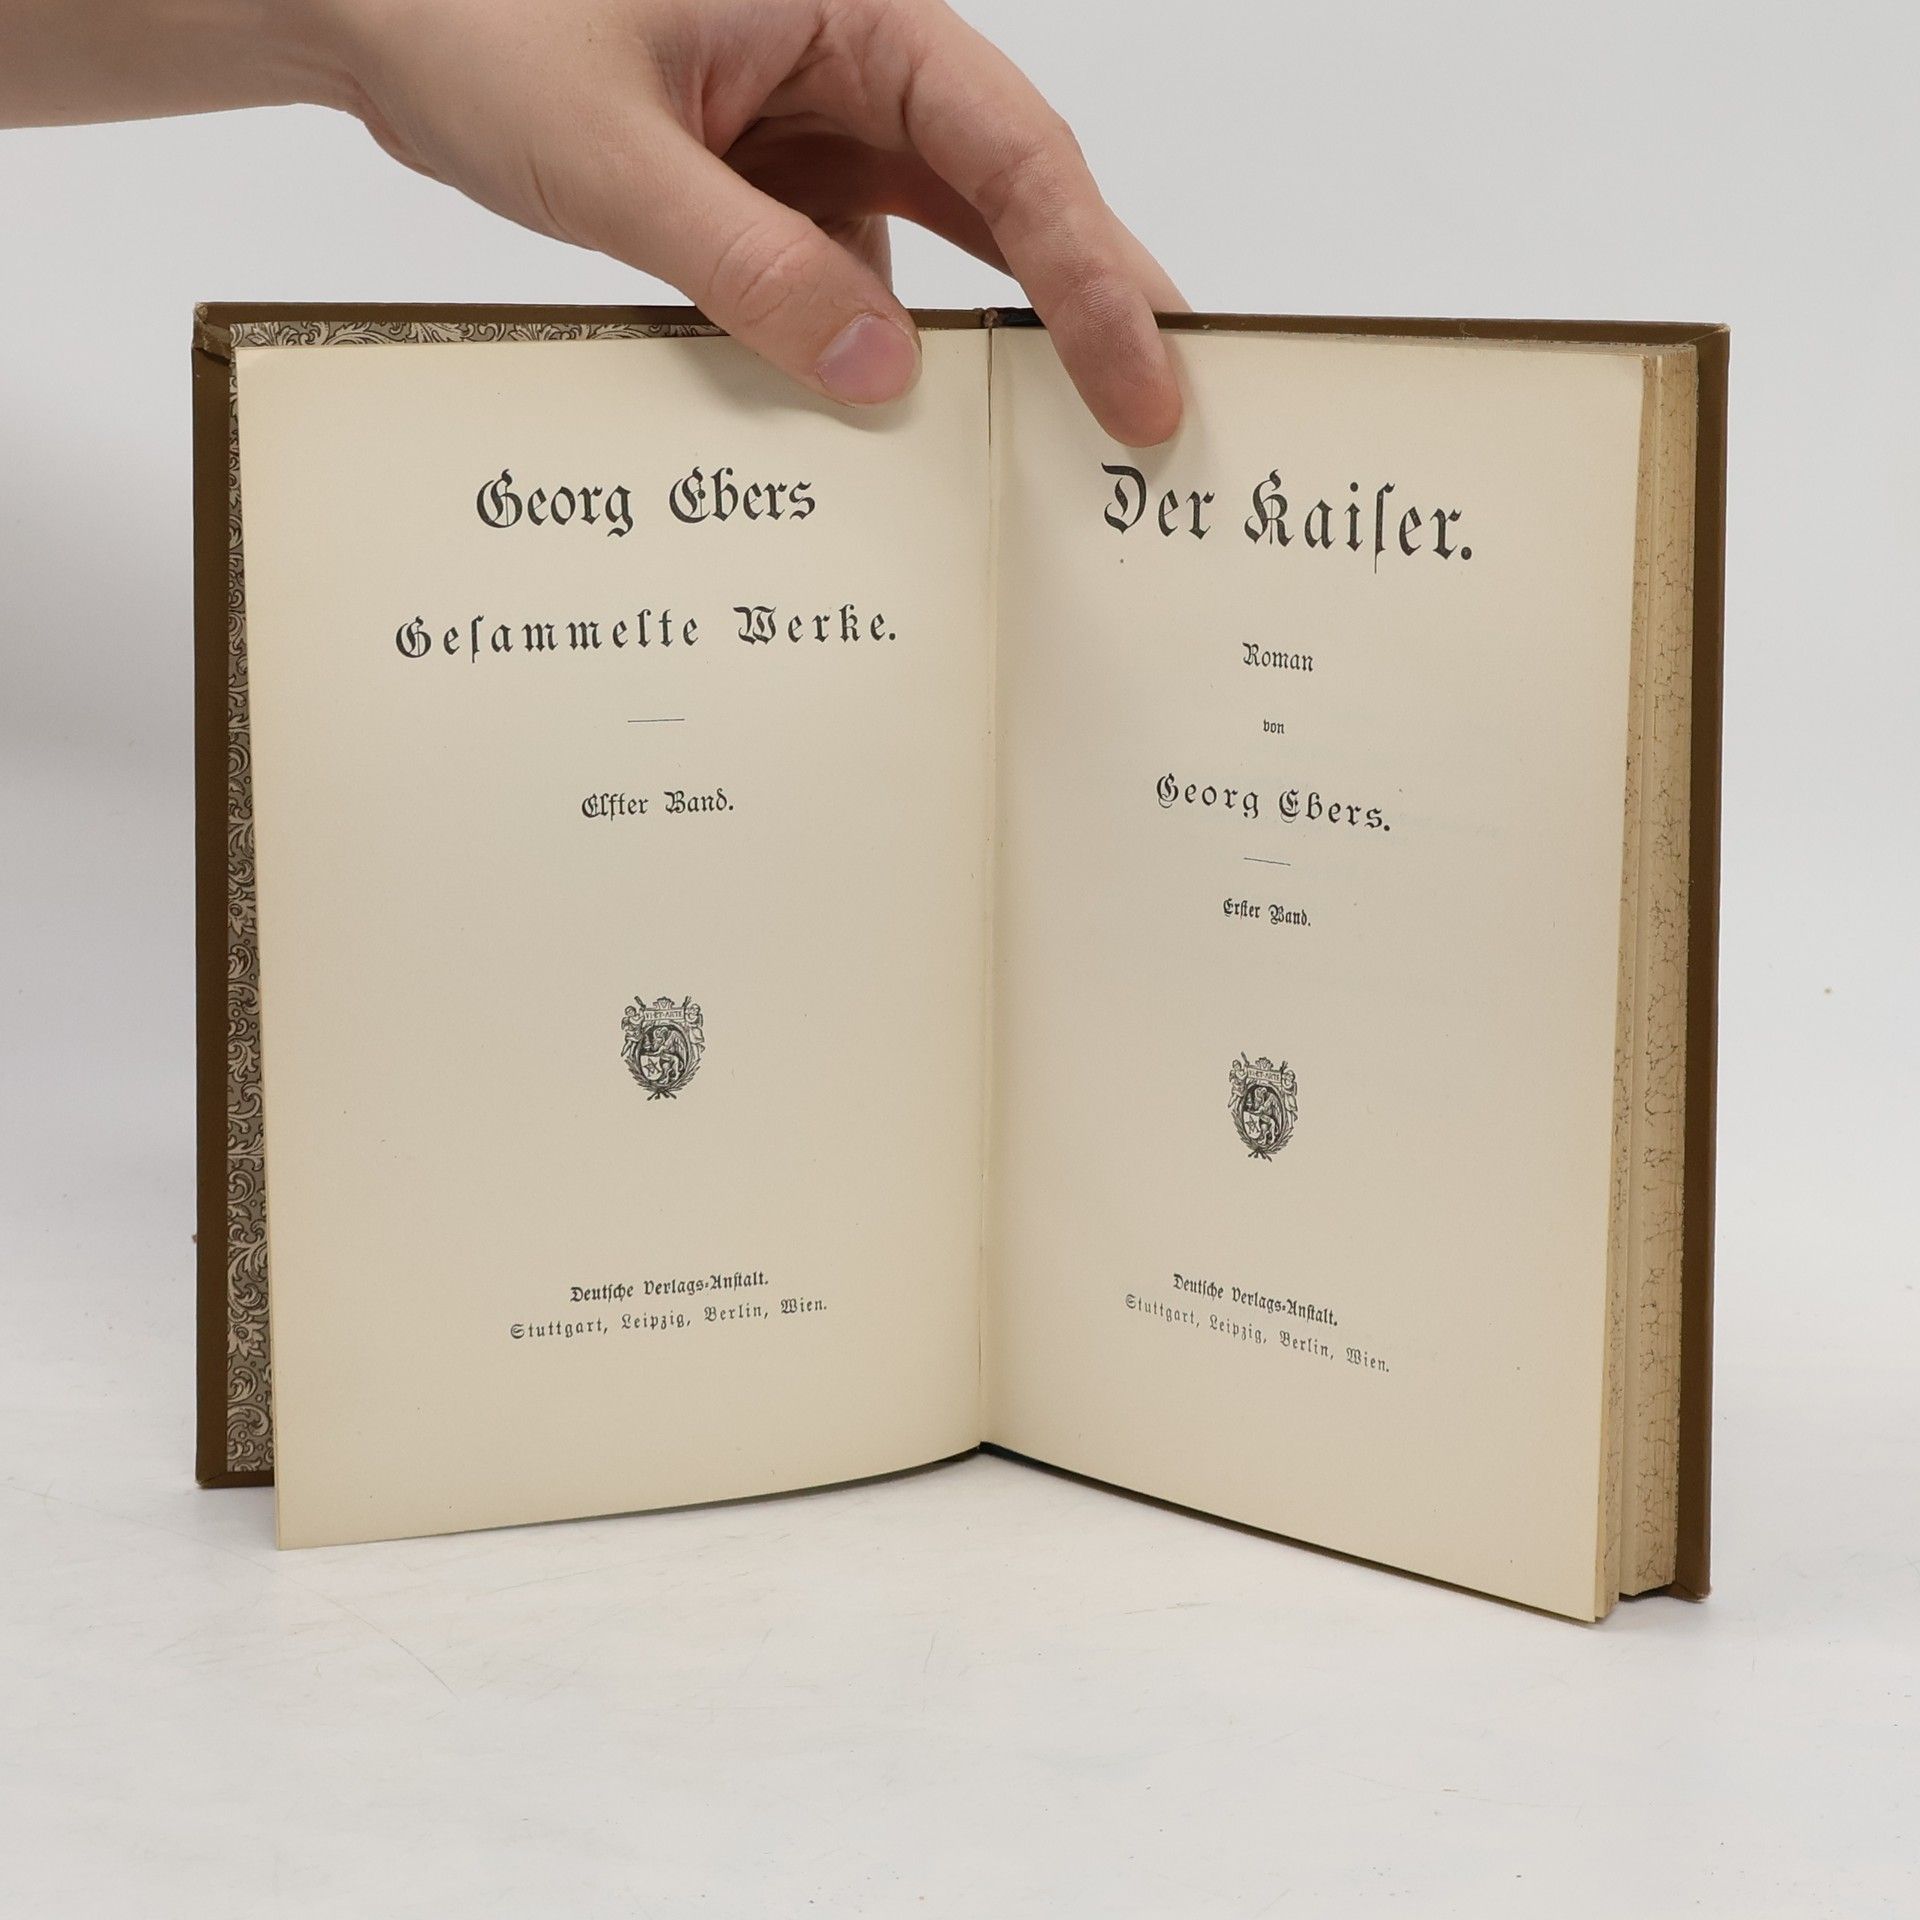 Georg Ebers
Geſammelte Werke.
Elfter Band.
Deutſche Verlags-Anſtalt.
Stuttgart, Leipzig, Berlin, Wien.
Der Kaiſer.
Roman
von
Georg Ebers.
Erſter Band.
Deutſche Verlags-Anſtalt.
Stuttgart, Leipzig, Berlin, Wien.